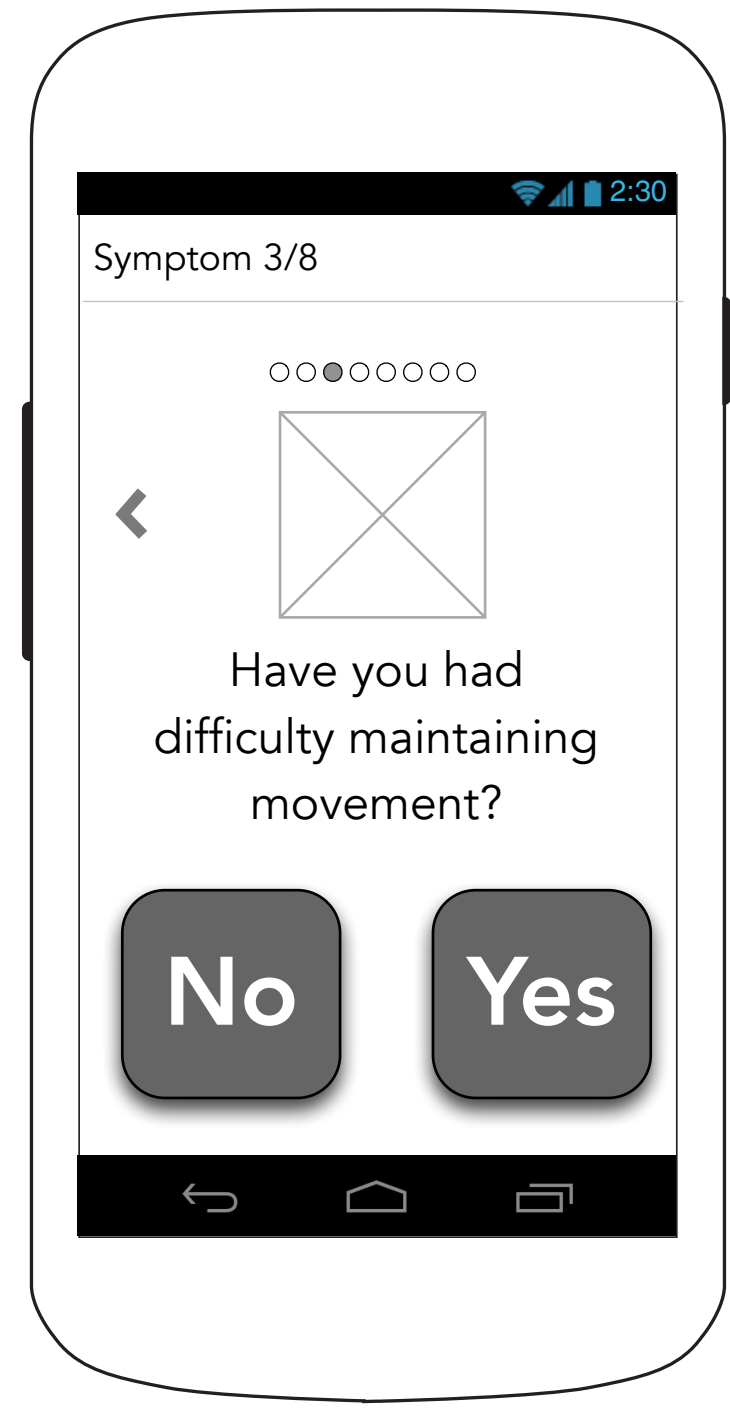 2:30
Symptom 3/8
Have you had
difficulty maintaining
movement?
No Yes